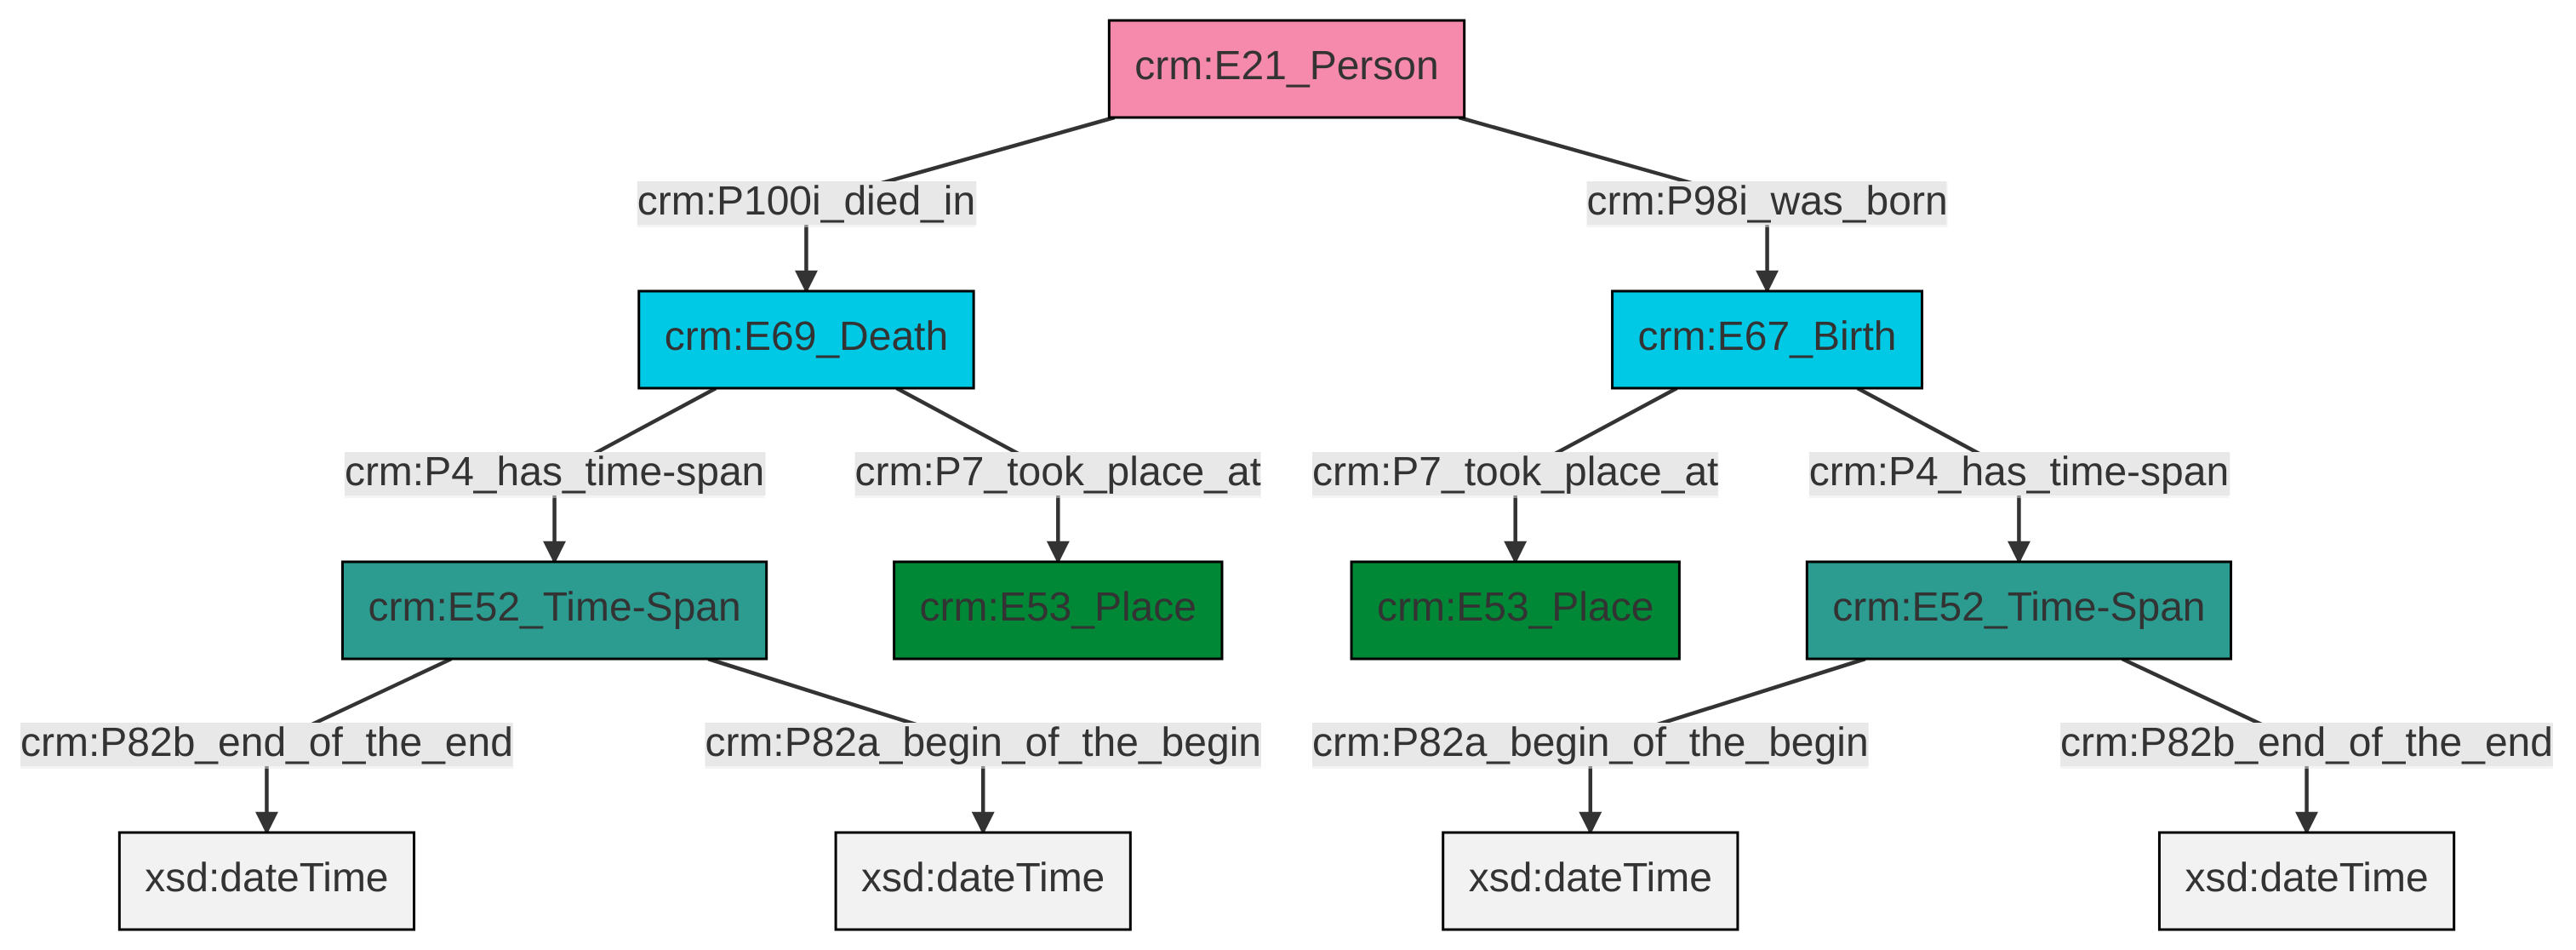 crm:E21_Person
crm:P100i_died_in
crm:P98i_was_born
crm:E69_Death
crm:E67_Birth
crm:P4_has_time-span
crm:P7_took_place_at
crm:P7_took_place_at
crm:P4_has_time-span
crm:E52_Time-Span
crm:E53_Place
crm:E53_Place
crm:E52_Time-Span
crm:P82b_end_of_the_end
crm:P82a_begin_of_the_begin
crm:P82a_begin_of_the_begin
crm:P82b_end_of_the_end
xsd:dateTime
xsd:dateTime
xsd:dateTime
xsd:dateTime